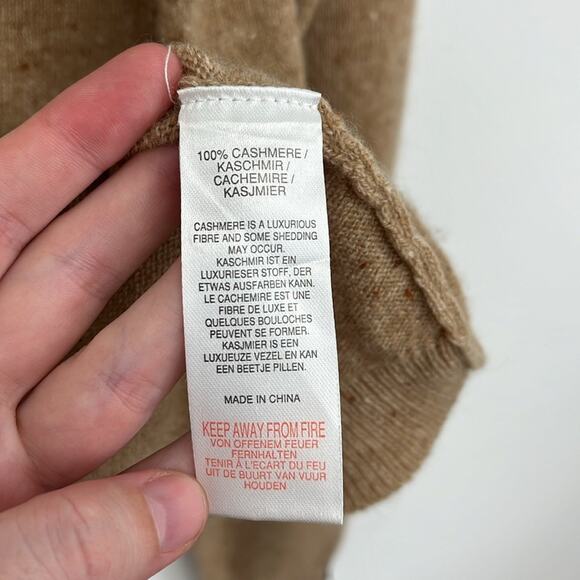 100% CASHMERE/
KASCHMIR/
CACHEMIRE/
KASJMIER
CASHMERE IS A LUXURIOUS
FIBRE AND SOME SHEDDING
MAY OCCUR.
KASCHMIR IST EIN
LUXURIESER STOFF, DER
ETWAS AUSFARBEN KANN.
LE CACHEMIRE EST UNE
FIBRE DE LUXE ET
QUELQUES BOULOCHES
PEUVENT SE FORMER.
KASJMIER IS EEN
LUXUEUZE VEZEL EN KAN
EEN BEETJE PILLEN.
MADE IN CHINA
KEEP AWAY FROM FIRE
VON OFFENEM FEUER
FERNHALTEN
TENIR À L'ECART DU FEU
UIT DE BUURT VAN VUUR
HOUDEN